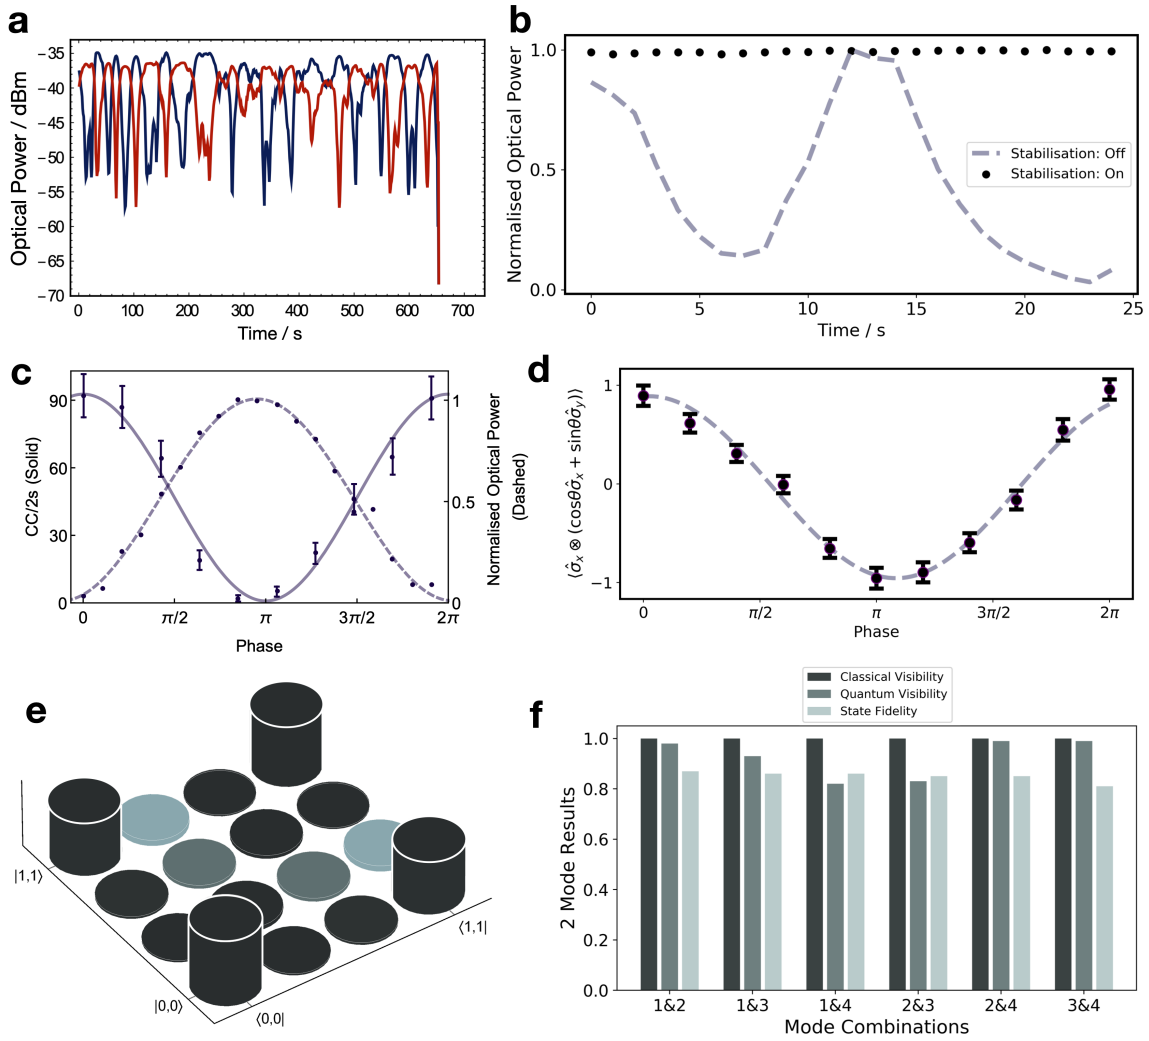 a
Optical Power / dBm
−35
−40
−45
−50
−55
−60
−65
−70
0 100 200 300 400 500 600 700
Time / s
b
Normalised Optical Power
1.0
0.5
0.0
Stabilisation: Off
Stabilisation: On
0 5 10 15 20 25
Time / s
c
CC/2s (Solid)
90
60
30
0
1
0.5
0
Normalised Optical Power
(Dashed)
0 π/2 π 3π/2 2π
Phase
d
⟨σ̂ₓ ⊗ (cosθσ̂ₓ + sinθσ̂ᵧ)⟩
1
0
−1
0 π/2 π 3π/2 2π
Phase
e
|1,1⟩
|0,0⟩
⟨0,0|
⟨1,1|
f
Classical Visibility
Quantum Visibility
State Fidelity
2 Mode Results
1.0
0.8
0.6
0.4
0.2
0.0
1&2 1&3 1&4 2&3 2&4 3&4
Mode Combinations